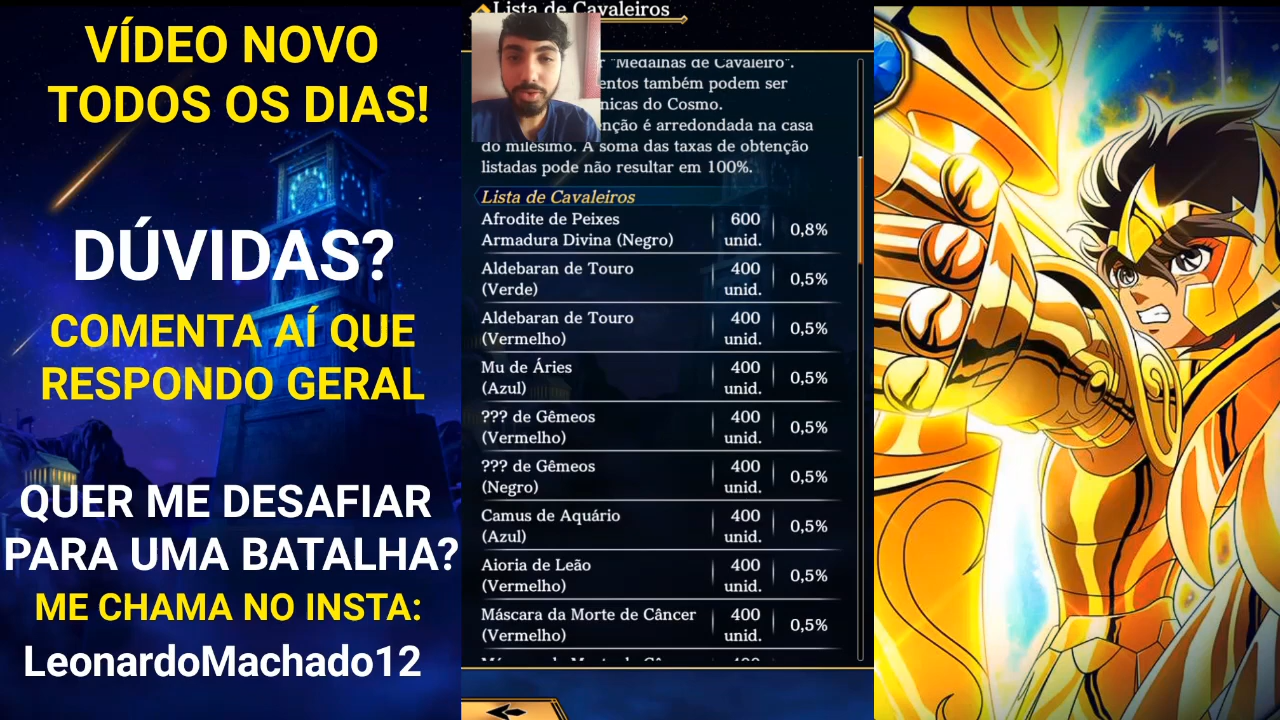 VÍDEO NOVO
TODOS OS DIAS!
DÚVIDAS?
COMENTA AÍ QUE
RESPONDO GERAL
QUER ME DESAFIAR
PARA UMA BATALHA?
ME CHAMA NO INSTA:
LeonardoMachado12
Lista de Cavaleiros
"Medalhas de Cavaleiro".
também podem ser
do Cosmo.
é arredondada na casa
do milésimo. A soma das taxas de obtenção
listadas pode não resultar em 100%.
Lista de Cavaleiros
Afrodite de Peixes
Armadura Divina (Negro)
600
unid.
0,8%
Aldebaran de Touro
(Verde)
400
unid.
0,5%
Aldebaran de Touro
(Vermelho)
400
unid.
0,5%
Mu de Áries
(Azul)
400
unid.
0,5%
??? de Gêmeos
(Vermelho)
400
unid.
0,5%
??? de Gêmeos
(Negro)
400
unid.
0,5%
Camus de Aquário
(Azul)
400
unid.
0,5%
Aioria de Leão
(Vermelho)
400
unid.
0,5%
Máscara da Morte de Câncer
(Vermelho)
400
unid.
0,5%